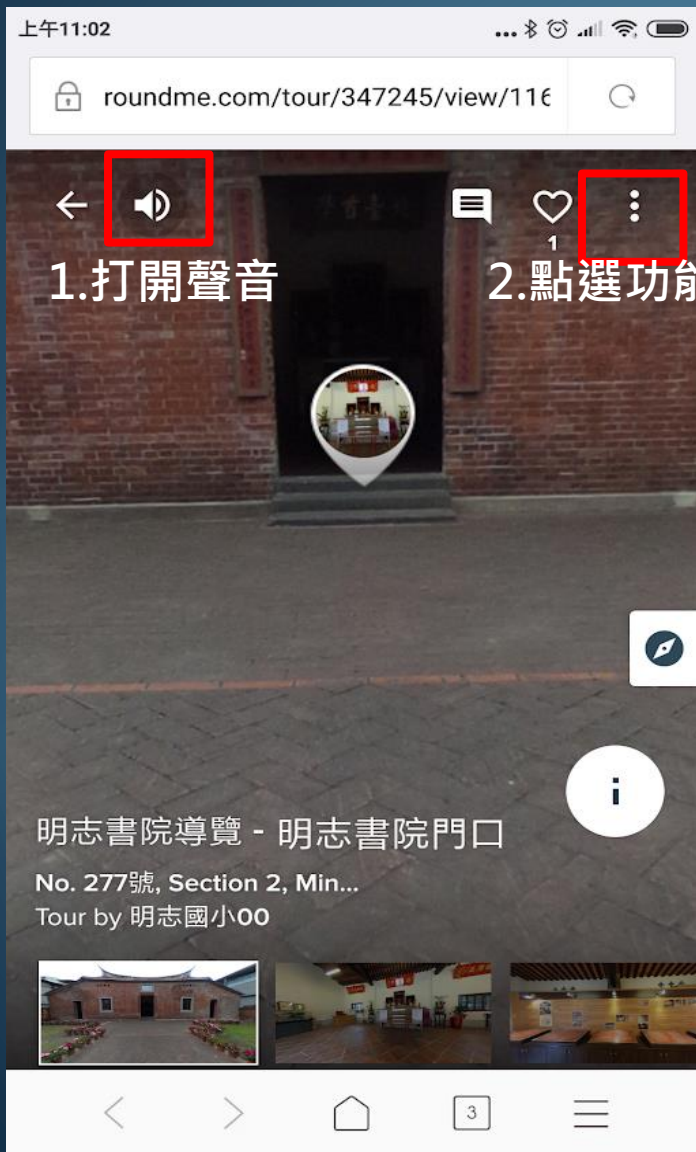 上午11:02
roundme.com/tour/347245/view/116
1
1.打開聲音
2.點選功能
i
明志書院導覽 - 明志書院門口
No. 277號, Section 2, Min...
Tour by 明志國小00
3